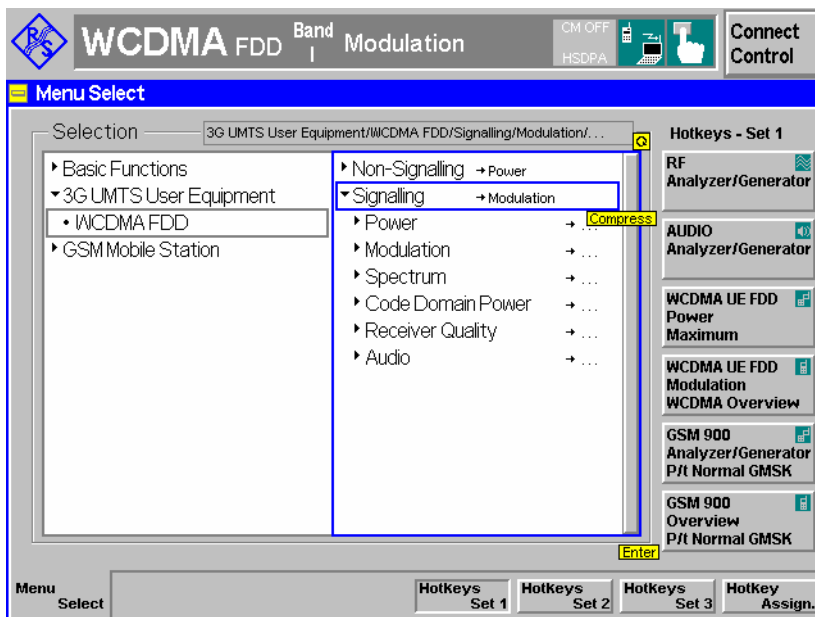 R&S
WCDMA FDD Band I Modulation
CM OFF
HSDPA
Connect
Control
Menu Select
Selection
3G UMTS User Equipment/WCDMA FDD/Signalling/Modulation/...
Hotkeys - Set 1
Basic Functions
3G UMTS User Equipment
WCDMA FDD
GSM Mobile Station
Non-Signalling → Power
Signalling → Modulation
Compress
Power → ...
Modulation → ...
Spectrum → ...
Code Domain Power → ...
Receiver Quality → ...
Audio → ...
Enter
RF
Analyzer/Generator
AUDIO
Analyzer/Generator
WCDMA UE FDD
Power
Maximum
WCDMA UE FDD
Modulation
WCDMA Overview
GSM 900
Analyzer/Generator
P/t Normal GMSK
GSM 900
Overview
P/t Normal GMSK
Menu
Select
Hotkeys
Set 1
Hotkeys
Set 2
Hotkeys
Set 3
Hotkey
Assign.